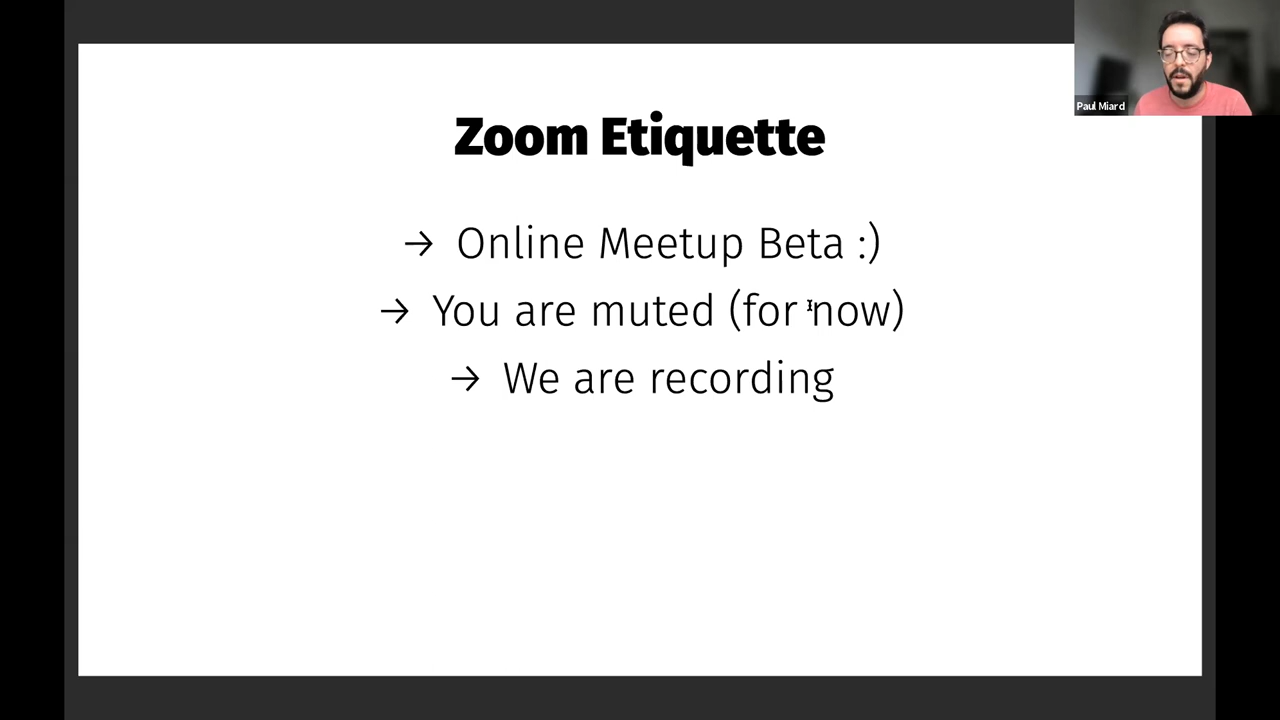 Zoom Etiquette
→ Online Meetup Beta :)
→ You are muted (for now)
→ We are recording
Paul Miard